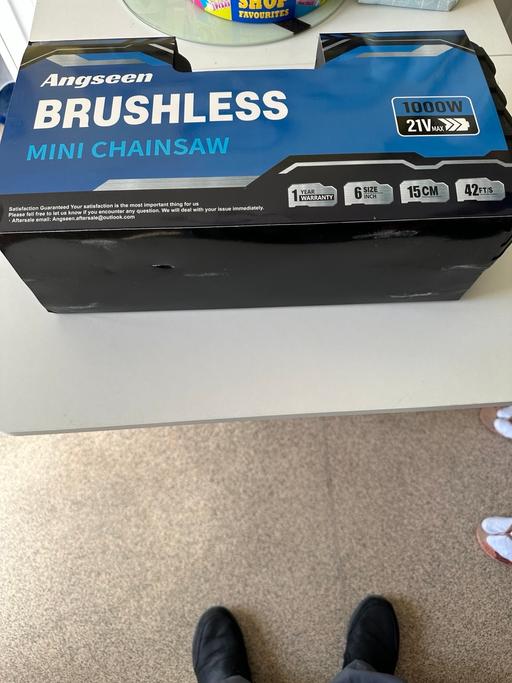 SHOP
FAVOURITES
Angseen
BRUSHLESS
MINI CHAINSAW
1000W
21V MAX
1 YEAR WARRANTY
6 SIZE INCH
15CM
42FT/S
Satisfaction Guaranteed Your satisfaction is the most important thing for us
Please fell free to let us know if you encounter any question. We will deal with your issue immediately.
· Aftersale email: Angseen.aftersale@outlook.com